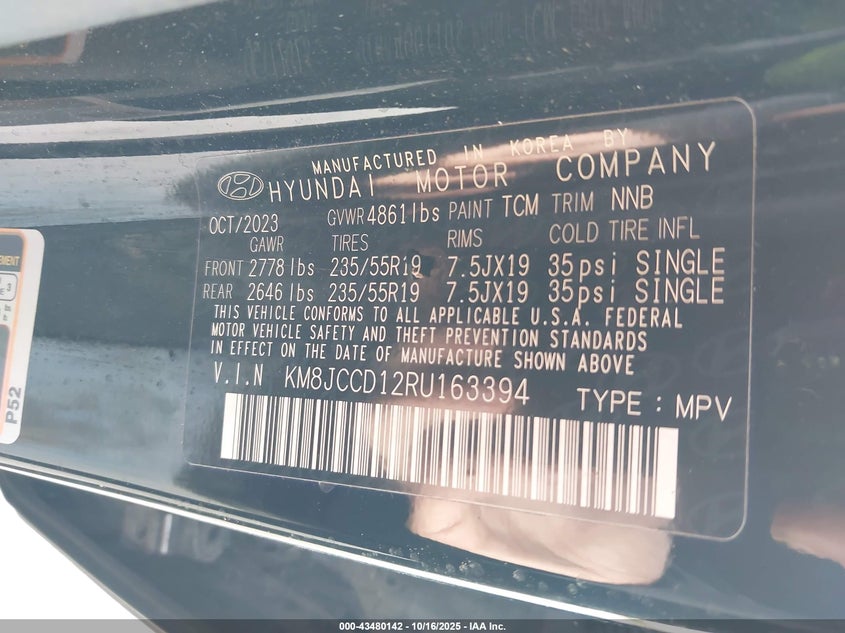 MANUFACTURED IN KOREA BY
HYUNDAI MOTOR COMPANY
OCT/2023 GVWR 4861 lbs PAINT TCM TRIM NNB
GAWR TIRES RIMS COLD TIRE INFL
FRONT 2778 lbs 235/55R19 7.5JX19 35psi SINGLE
REAR 2646 lbs 235/55R19 7.5JX19 35psi SINGLE
THIS VEHICLE CONFORMS TO ALL APPLICABLE U.S.A. FEDERAL
MOTOR VEHICLE SAFETY AND THEFT PREVENTION STANDARDS
IN EFFECT ON THE DATE OF MANUFACTURE SHOWN ABOVE
V.I.N KM8JCCD12RU163394 TYPE : MPV
P52
000-43480142 - 10/16/2025 - IAA Inc.